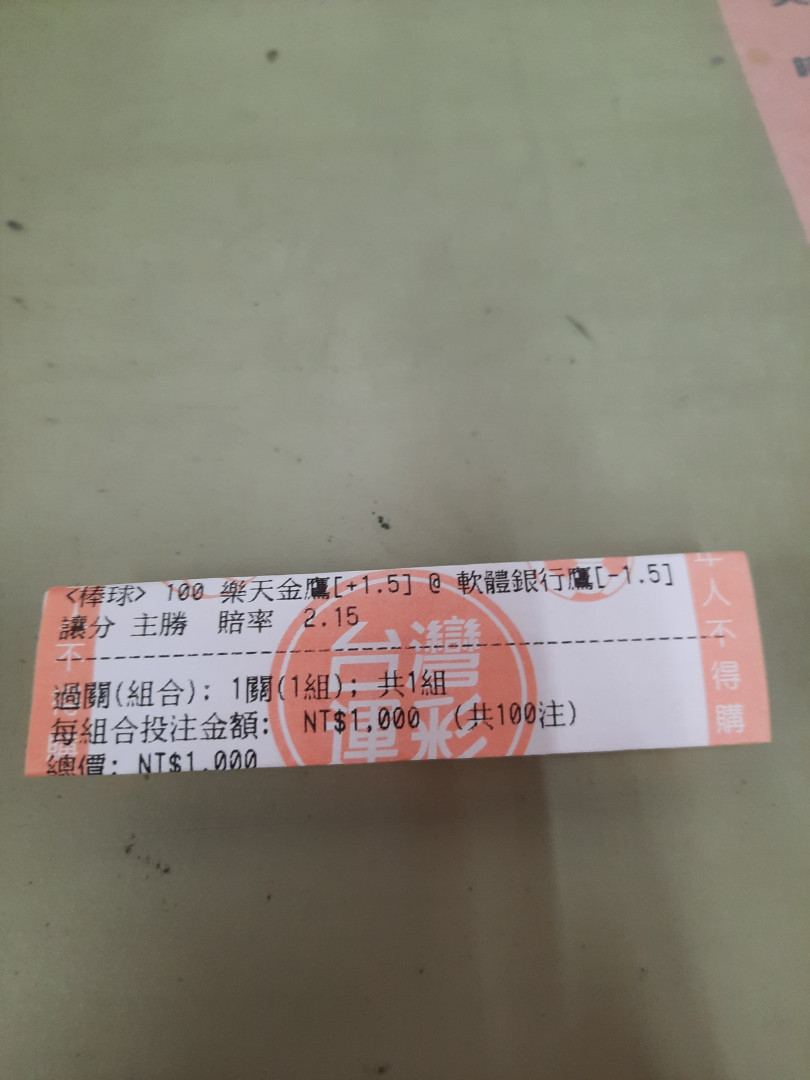 <棒球> 100 樂天金鷹[+1.5] @ 軟體銀行鷹[-1.5]
讓分 主勝 賠率 2.15
過關(組合): 1關(1組); 共1組
每組合投注金額: NT$1,000 (共100注)
總價: NT$1,000
台灣
運彩
年人不得購
不
購